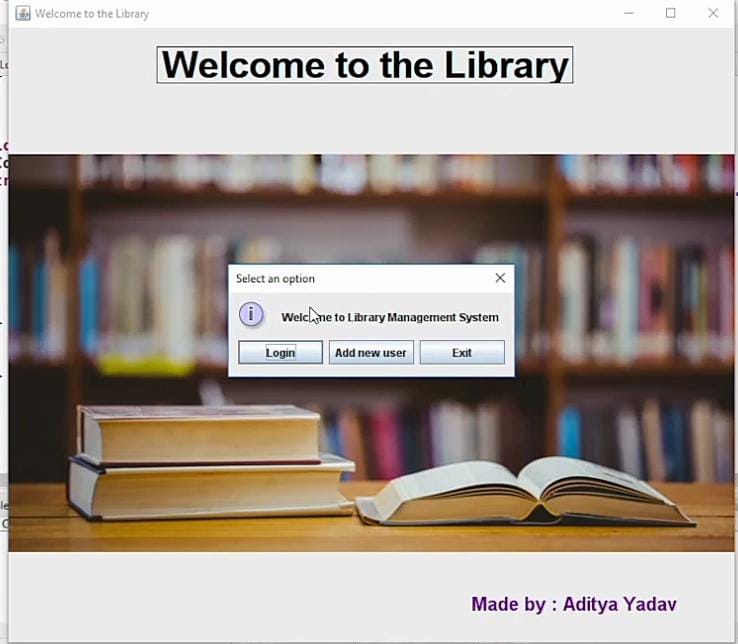 Welcome to the Library
Welcome to the Library
Select an option
Welcome to Library Management System
Login
Add new user
Exit
Made by : Aditya Yadav